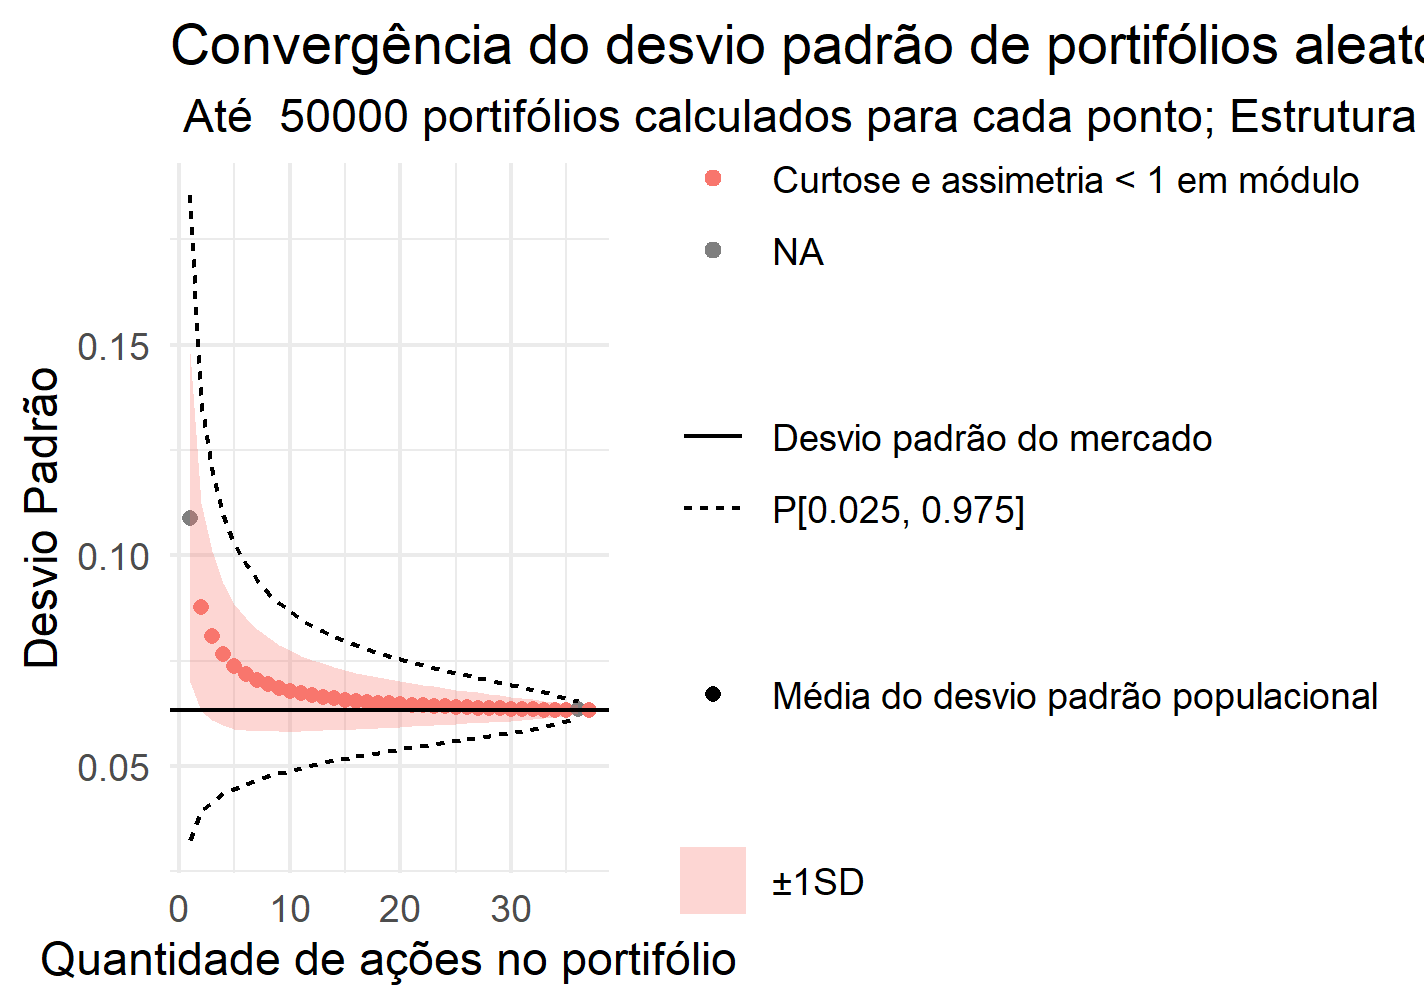 Convergência do desvio padrão de portifólios aleato
Até  50000 portifólios calculados para cada ponto; Estrutura
Curtose e assimetria < 1 em módulo
NA
Desvio padrão do mercado
P[0.025, 0.975]
Média do desvio padrão populacional
±1SD
Desvio Padrão
0.15
0.10
0.05
0 10 20 30
Quantidade de ações no portifólio